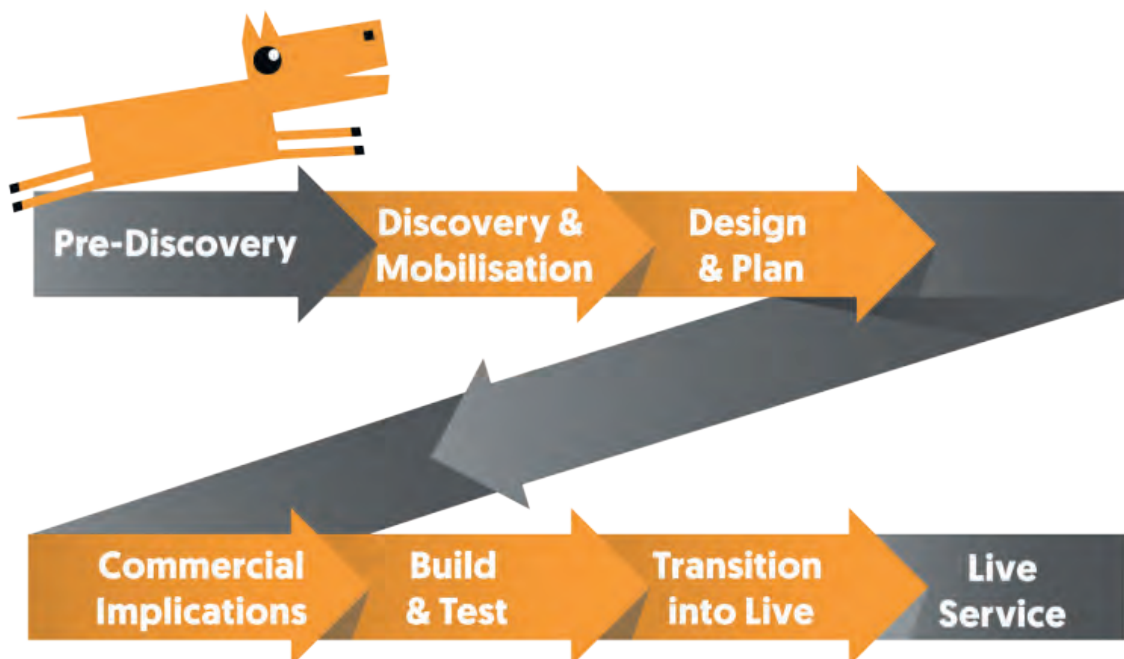 Pre-Discovery
Discovery &
Mobilisation
Design
& Plan
Commercial
Implications
Build
& Test
Transition
into Live
Live
Service